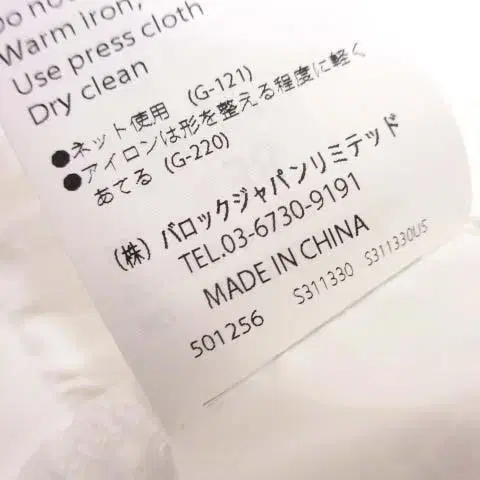 Do no
Warm iron,
Use press cloth
Dry clean
●ネット使用 (G-121)
●アイロンは形を整える程度に軽く
あてる (G-220)
(株) バロックジャパンリミテッド
TEL.03-6730-9191
MADE IN CHINA
501256 S311330 S311330US